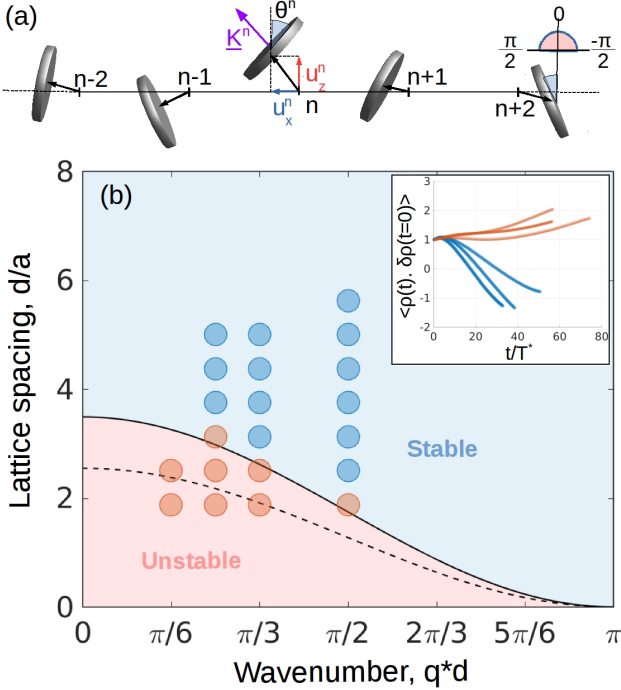 (a)
n-2
n-1
K^n
θ^n
u_z^n
u_x^n
n
n+1
n+2
0
π/2
-π/2
(b)
8
6
4
2
0
Lattice spacing, d/a
Stable
Unstable
0
π/6
π/3
π/2
2π/3
5π/6
π
Wavenumber, q*d
<ρ(t). δρ(t=0)>
3
2
1
0
-1
-2
0
20
40
60
80
t/T*